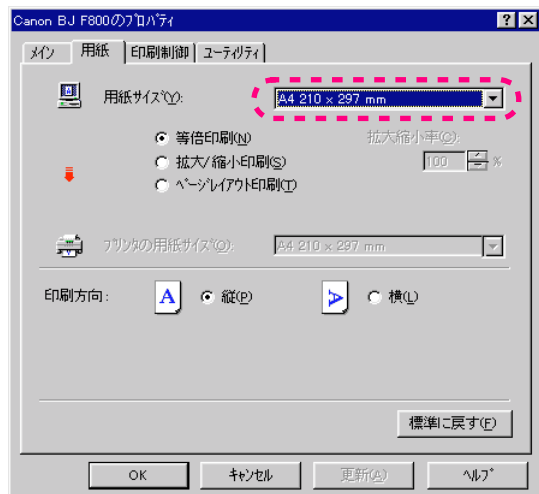 Canon BJ F800のﾌﾟﾛﾊﾟﾃｨ
ﾒｲﾝ 用紙 印刷制御 ﾕｰﾃｨﾘﾃｨ
用紙ｻｲｽﾞ(Y): A4 210 x 297 mm
等倍印刷(N) 拡大縮小率(C):
拡大/縮小印刷(S) 100 %
ﾍﾟｰｼﾞﾚｲｱｳﾄ印刷(T)
ﾌﾟﾘﾝﾀの用紙ｻｲｽﾞ(O): A4 210 x 297 mm
印刷方向: A 縦(P) A 横(L)
標準に戻す(F)
OK ｷｬﾝｾﾙ 更新(A) ﾍﾙﾌﾟ